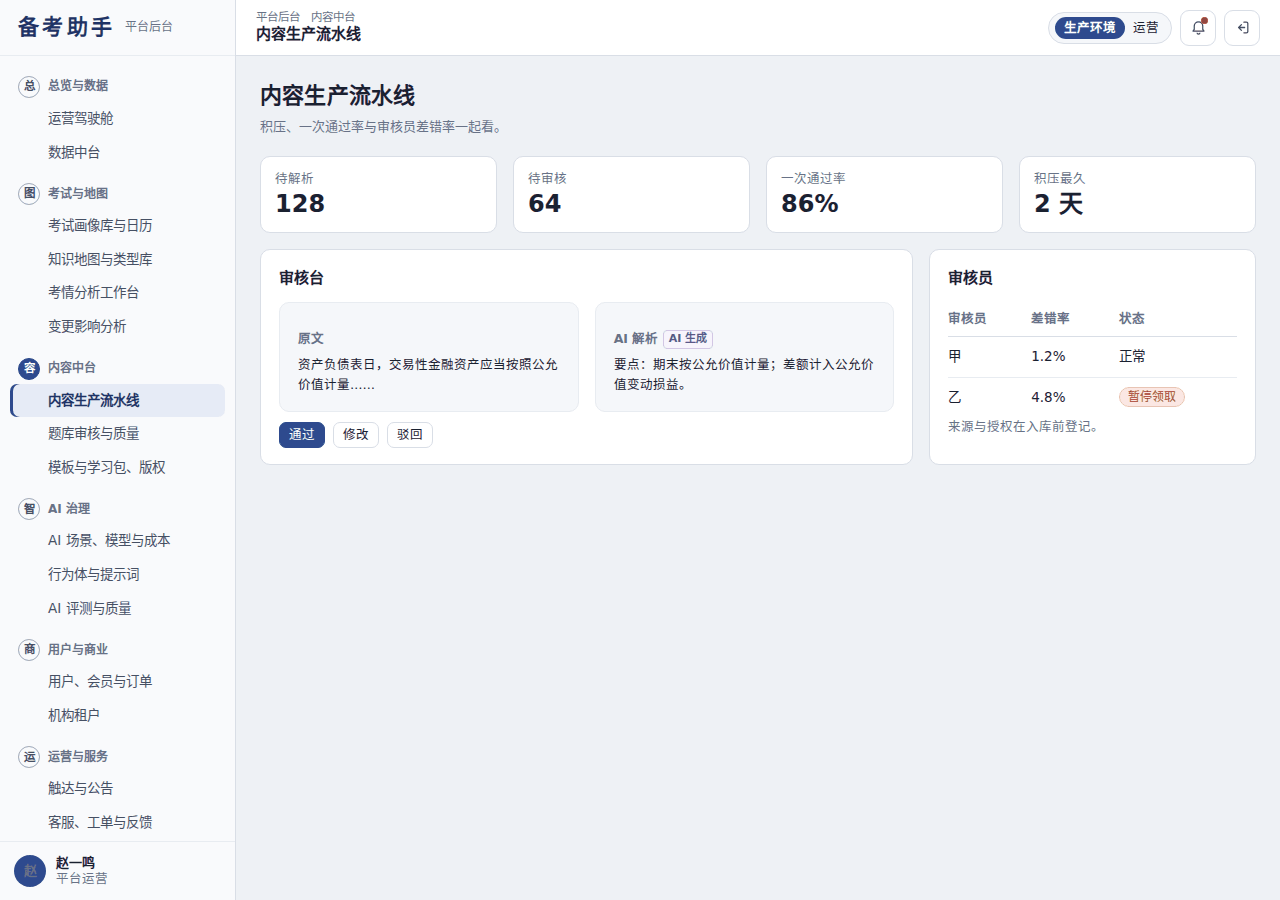 备考助手 平台后台
总 总览与数据
运营驾驶舱
数据中台
图 考试与地图
考试画像库与日历
知识地图与类型库
考情分析工作台
变更影响分析
容 内容中台
内容生产流水线
题库审核与质量
模板与学习包、版权
智 AI 治理
AI 场景、模型与成本
行为体与提示词
AI 评测与质量
商 用户与商业
用户、会员与订单
机构租户
运 运营与服务
触达与公告
客服、工单与反馈
赵 赵一鸣
平台运营
平台后台 内容中台
内容生产流水线
生产环境 运营
内容生产流水线
积压、一次通过率与审核员差错率一起看。
待解析
128
待审核
64
一次通过率
86%
积压最久
2 天
审核台
原文
资产负债表日，交易性金融资产应当按照公允
价值计量……
AI 解析 AI 生成
要点：期末按公允价值计量；差额计入公允价
值变动损益。
通过 修改 驳回
审核员
审核员 差错率 状态
甲 1.2% 正常
乙 4.8% 暂停领取
来源与授权在入库前登记。